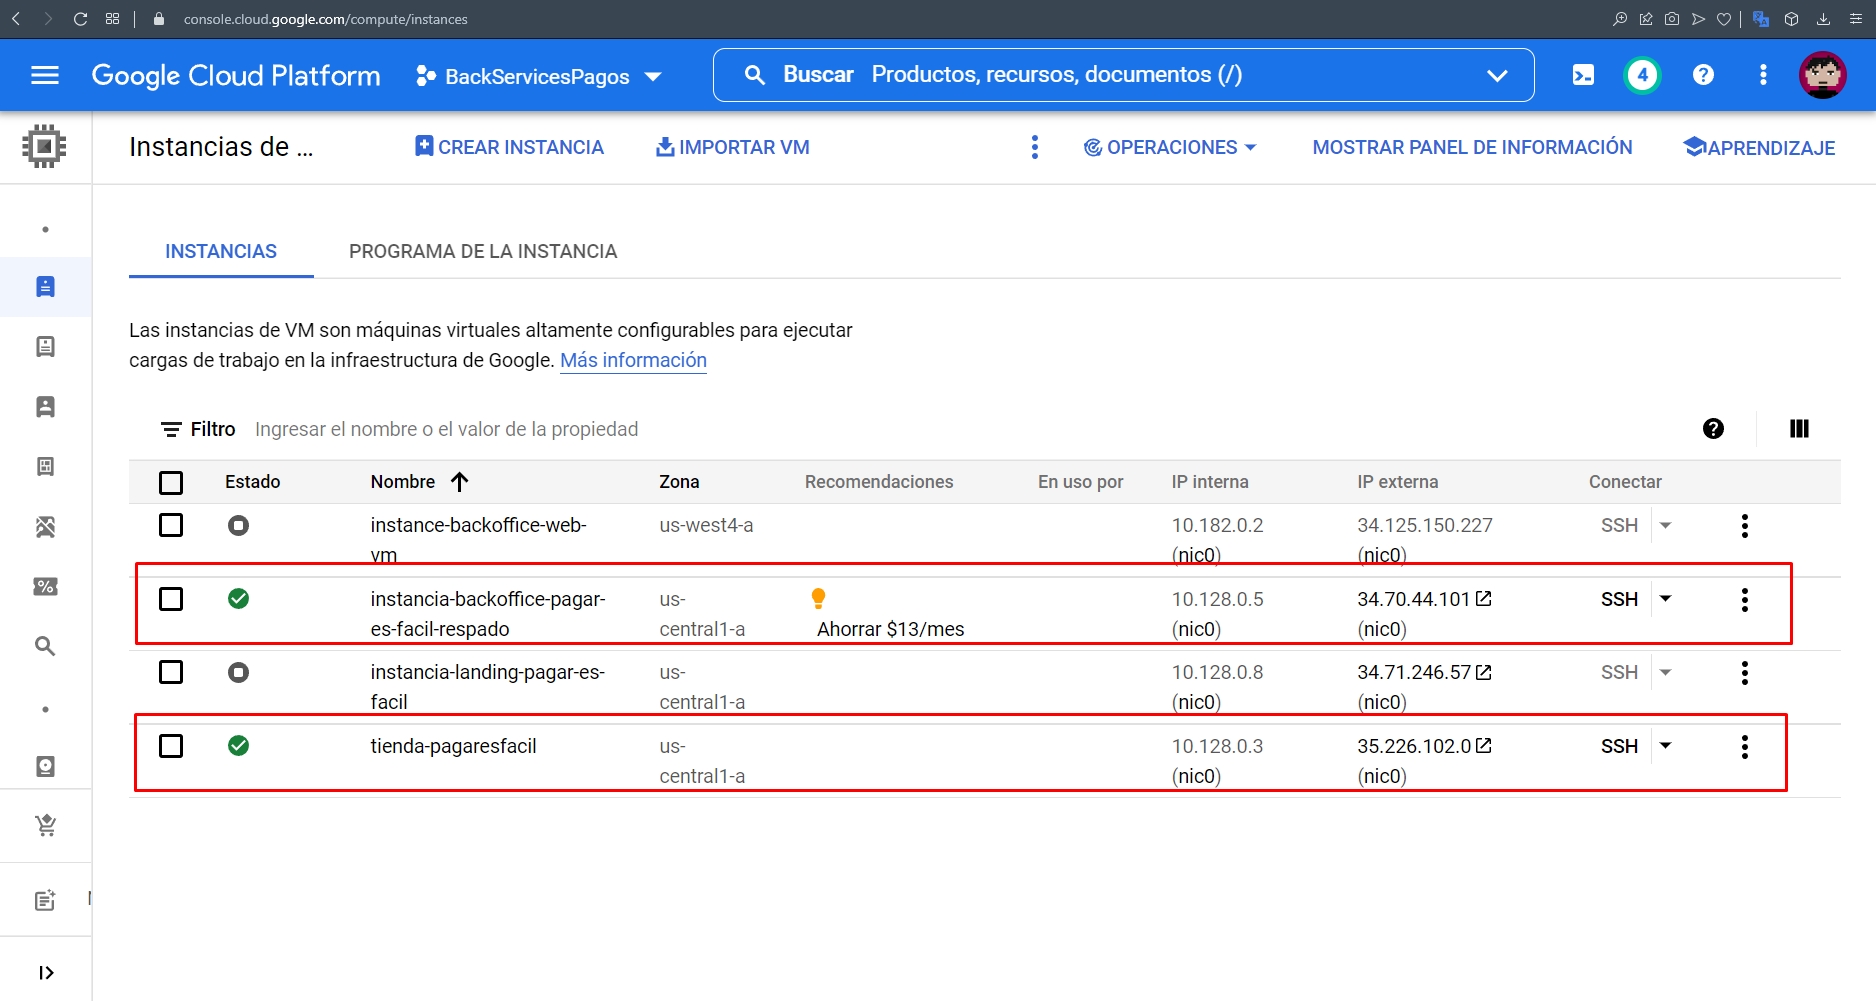 console.cloud.google.com/compute/instances
Google Cloud Platform BackServicesPagos Buscar Productos, recursos, documentos (/) 4 ?
Instancias de ... CREAR INSTANCIA IMPORTAR VM OPERACIONES MOSTRAR PANEL DE INFORMACIÓN APRENDIZAJE
INSTANCIAS PROGRAMA DE LA INSTANCIA
Las instancias de VM son máquinas virtuales altamente configurables para ejecutar
cargas de trabajo en la infraestructura de Google. Más información
Filtro Ingresar el nombre o el valor de la propiedad ?
Estado Nombre Zona Recomendaciones En uso por IP interna IP externa Conectar
instance-backoffice-web- us-west4-a 10.182.0.2 34.125.150.227 SSH
vm (nic0) (nic0)
instancia-backoffice-pagar- us- 10.128.0.5 34.70.44.101 SSH
es-facil-respado central1-a Ahorrar $13/mes (nic0) (nic0)
instancia-landing-pagar-es- us- 10.128.0.8 34.71.246.57 SSH
facil central1-a (nic0) (nic0)
tienda-pagaresfacil us- 10.128.0.3 35.226.102.0 SSH
central1-a (nic0) (nic0)